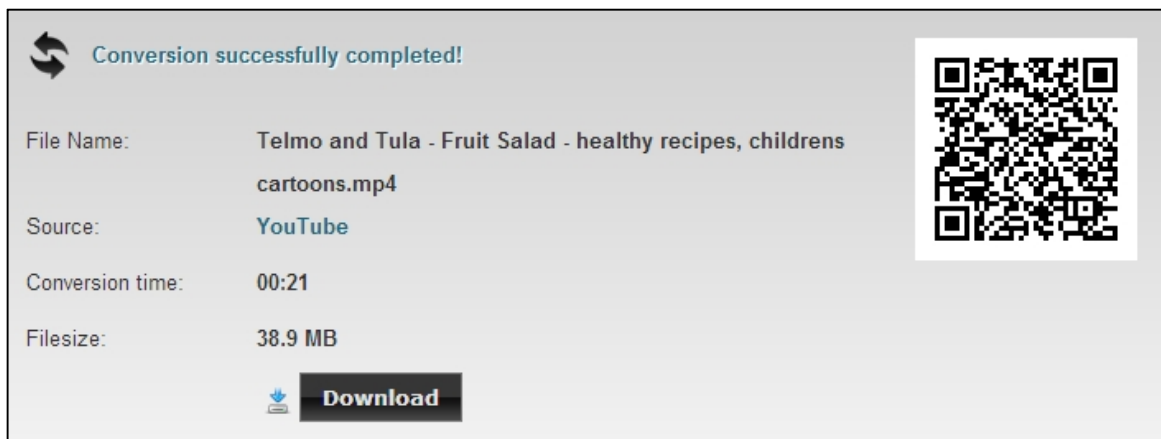 Conversion successfully completed!
File Name: Telmo and Tula - Fruit Salad - healthy recipes, childrens
cartoons.mp4
Source: YouTube
Conversion time: 00:21
Filesize: 38.9 MB
Download